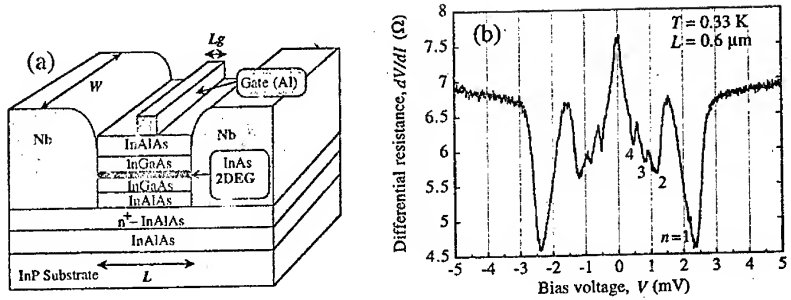 (a)
Lg
W
Gate (Al)
Nb
Nb
InAlAs
InGaAs
InAs
2DEG
InGaAs
InAlAs
n+– InAlAs
InAlAs
InP Substrate
L
(b)
T = 0.33 K
L = 0.6 μm
Differential resistance, dV/dI (Ω)
8
7.5
7
6.5
6
5.5
5
4.5
4
3
2
n=1
-5 -4 -3 -2 -1 0 1 2 3 4 5
Bias voltage, V (mV)